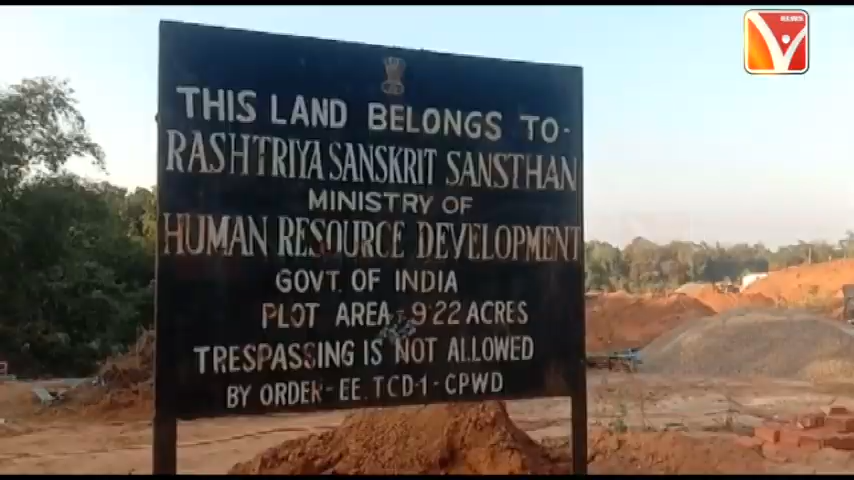 THIS LAND BELONGS TO-
RASHTRIYA SANSKRIT SANSTHAN
MINISTRY OF
HUMAN RESOURCE DEVELOPMENT
GOVT. OF INDIA
PLOT AREA - 9.22 ACRES
TRESPASSING IS NOT ALLOWED
BY ORDER-EE. TCD-1-CPWD